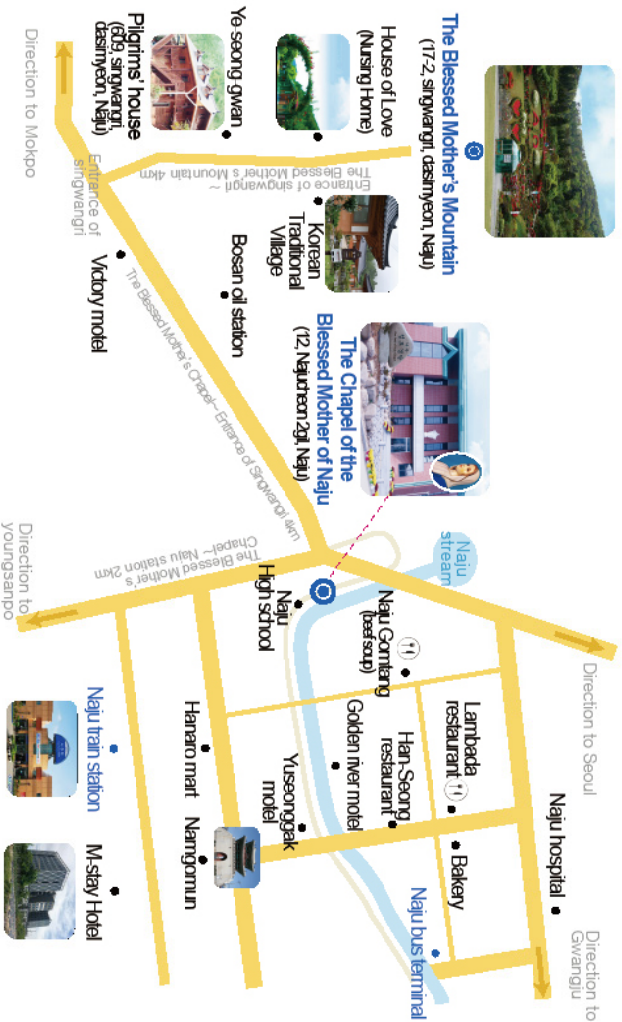 The Blessed Mother's Mountain
(17-2, singwangri, dasimyeon, Naju)
House of Love
(Nursing Home)
Ye seong gwan
Pilgrims' house
(609, singwangri,
dasimyeon, Naju)
Direction to Mokpo
Entrance of
singwangri
Entrance of singwangri ~
The Blessed Mother's Mountain 4km
Korean
Traditional
Village
Bosan oil station
Victory motel
The Blessed Mother's Chapel ~ Entrance of Singwangri 4km
The Chapel of the
Blessed Mother of Naju
(12, Najucheon 2gil, Naju)
Naju
stream
The Blessed Mother's
Chapel ~ Naju station 2km
Direction to
youngsanpo
Naju
High school
Naju Gomtang
(beef soup)
Direction to Seoul
Lambada
restaurant
Han-Seong
restaurant
Golden river motel
Yuseonggak
motel
Hanaro mart
Naju train station
Naju hospital
Bakery
Namgomun
M-stay Hotel
Naju bus terminal
Direction to
Gwangju